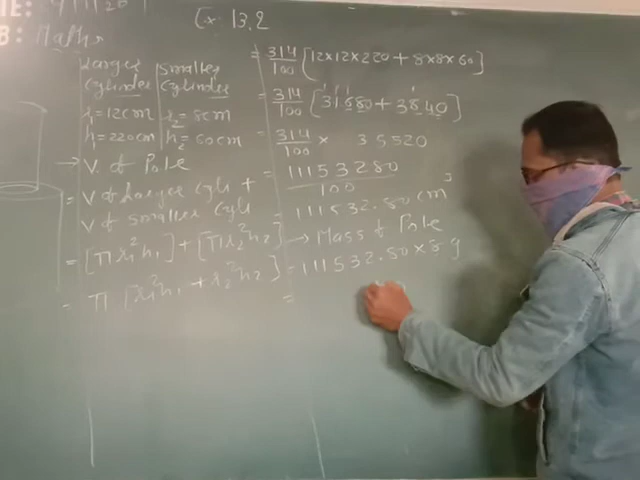 Ex 13.2
Maths
Larger Cylinder
r₁ = 12cm
h₁ = 220cm
Smaller Cylinder
r₂ = 8cm
h₂ = 60cm
→ V of Pole
= V of Larger Cyli +
V of smaller Cyli
= [πr₁²h₁] + [πr₂²h₂]
= π[r₁²h₁ + r₂²h₂]
= 314/100 [12×12×220 + 8×8×60]
= 314/100 [31680 + 3840]
= 314/100 × 35520
= 11153280/100
= 111532.80 cm³
→ Mass of Pole
= 111532.80 × 8 g
=